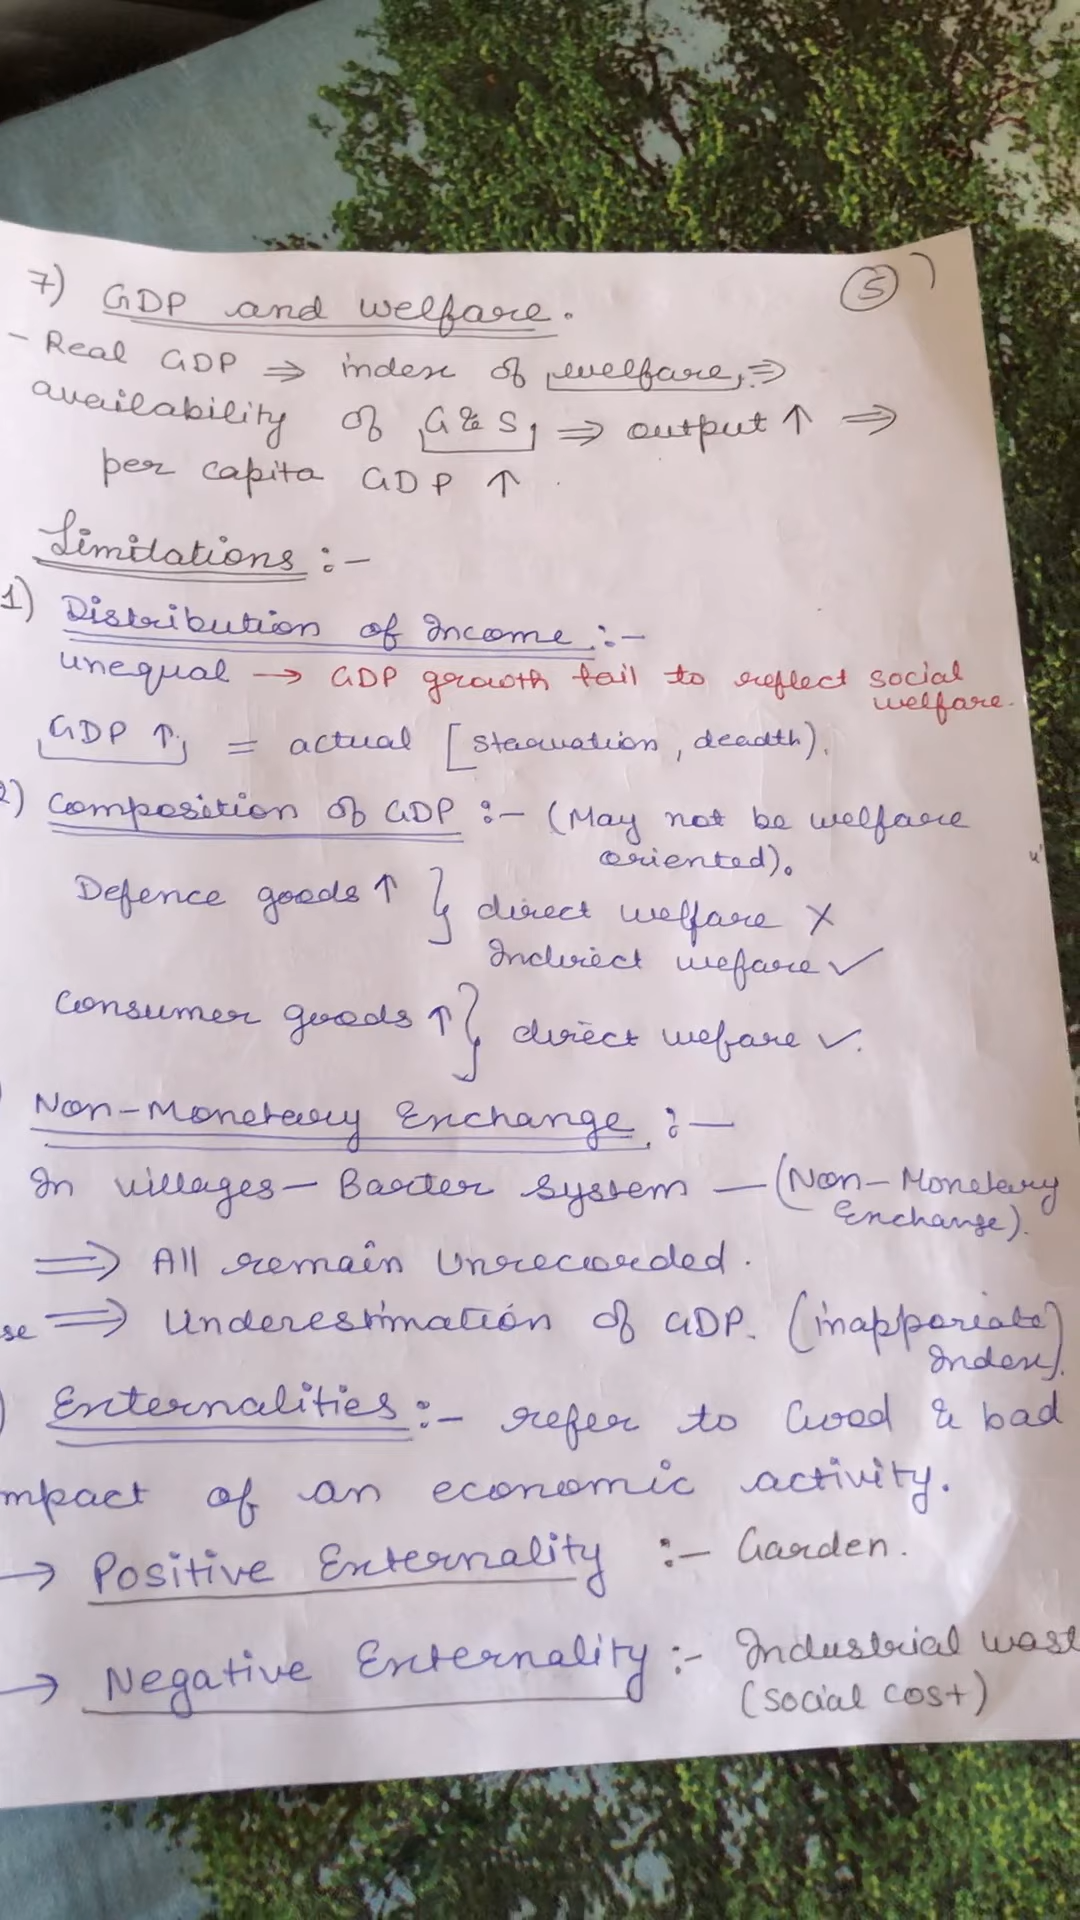 7) GDP and welfare. 5)
- Real GDP ⇒ index of welfare, ⇒
availability of G & S, ⇒ output ↑ ⇒
per capita GDP ↑
Limitations :-
1) Distribution of Income :-
unequal → GDP growth fail to reflect social
welfare.
GDP ↑ = actual [starvation, deadth).
2) Composition of GDP :- (May not be welfare
oriented).
Defence goods ↑ } direct welfare X
Indirect wefare ✓
Consumer goods ↑ } direct wefare ✓.
Non-Monetary Exchange :-
In villages - Barter system - (Non-Monetary
Exchange).
⇒ All remain Unrecorded.
se ⇒ Underestimation of GDP. (inapporiate)
Index).
) Externalities :- refer to Good & bad
mpact of an economic activity.
→ Positive Externality :- Garden.
→ Negative Externality :- Industrial wast
(social cost)